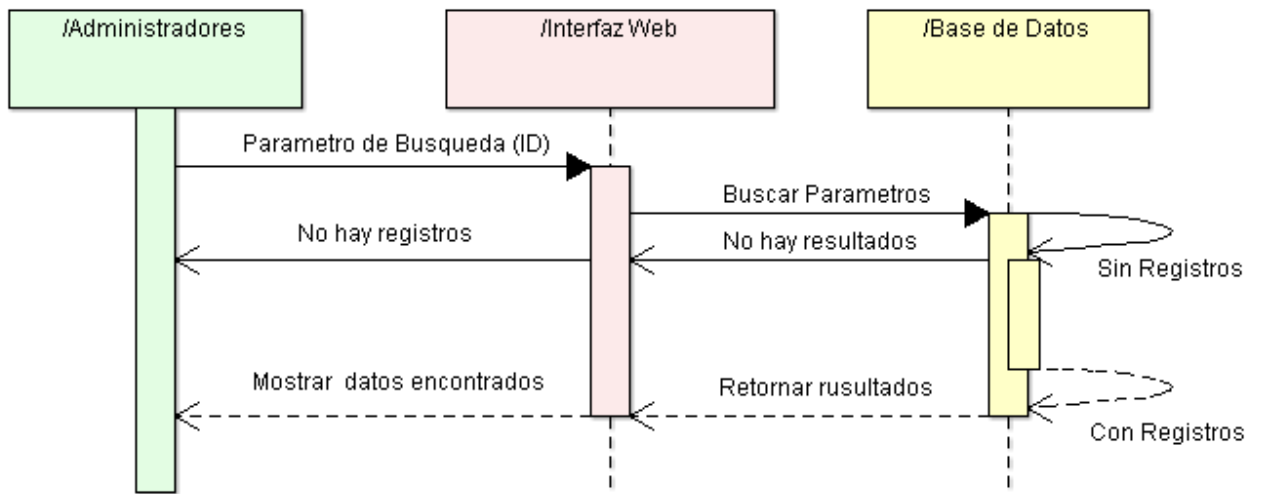 /Administradores
/Interfaz Web
/Base de Datos
Parametro de Busqueda (ID)
Buscar Parametros
No hay registros
No hay resultados
Sin Registros
Mostrar datos encontrados
Retornar rusultados
Con Registros